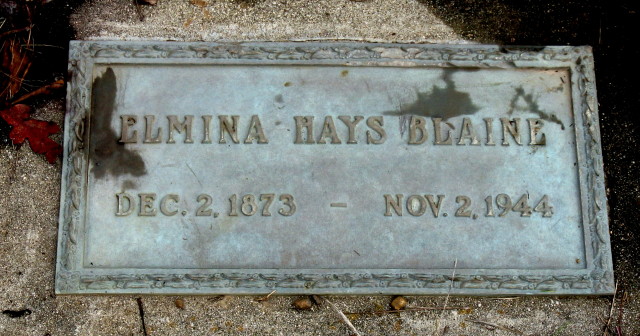 ELMINA HAYS BLAINE
DEC. 2, 1873 - NOV. 2, 1944